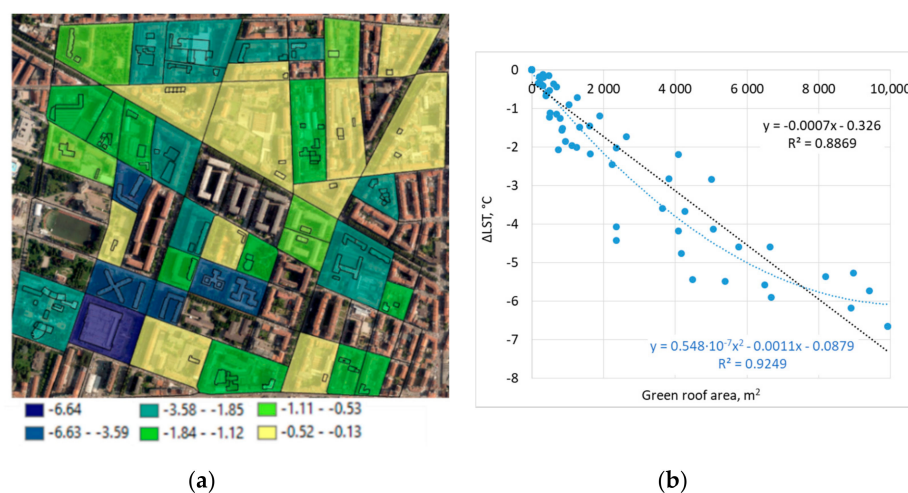 -6.64
-3.58 - -1.85
-1.11 - -0.53
-6.63 - -3.59
-1.84 - -1.12
-0.52 - -0.13
(a)
0
0 2 000 4 000 6 000 8 000 10,000
-1
-2
-3
-4
-5
-6
-7
-8
ΔLST, °C
y = -0.0007x - 0.326
R² = 0.8869
y = 0.548·10⁻⁷x² - 0.0011x - 0.0879
R² = 0.9249
Green roof area, m²
(b)